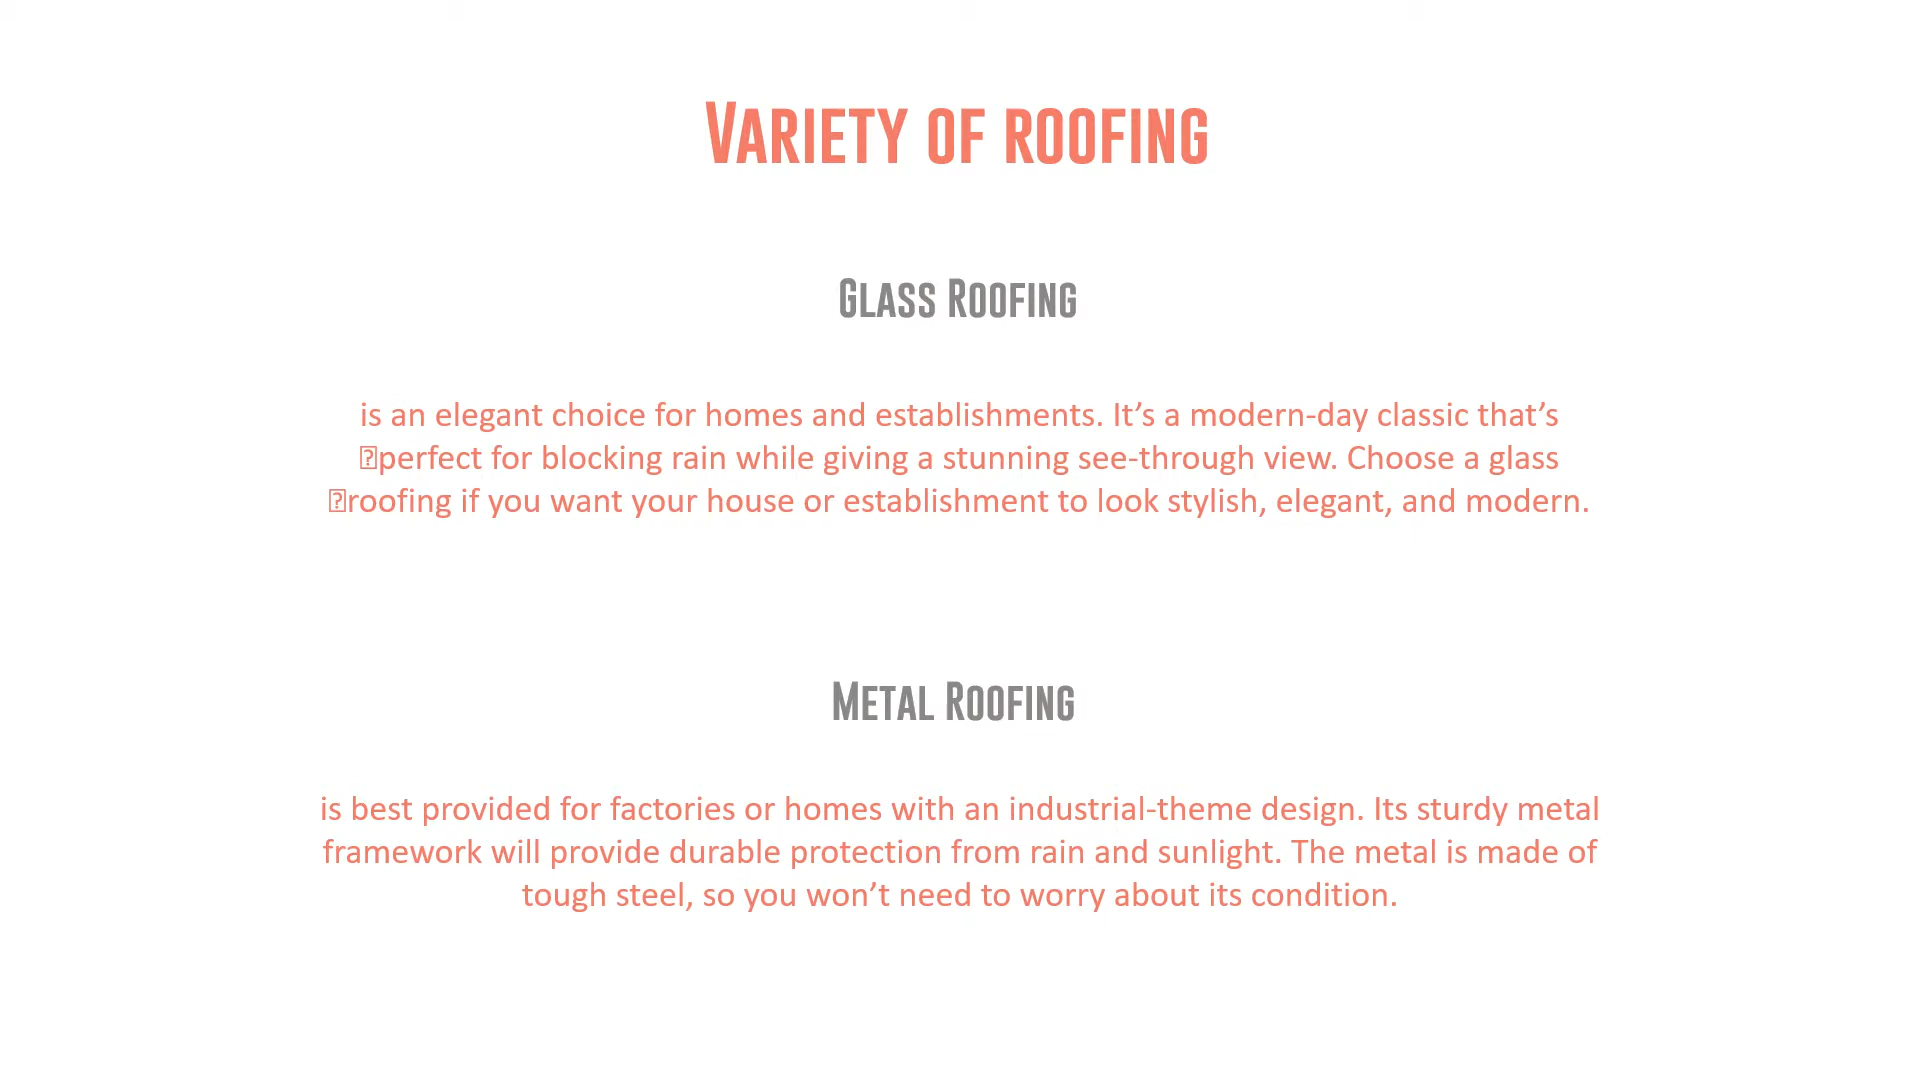 Variety of roofing
Glass Roofing
is an elegant choice for homes and establishments. It’s a modern-day classic that’s
perfect for blocking rain while giving a stunning see-through view. Choose a glass
roofing if you want your house or establishment to look stylish, elegant, and modern.
Metal Roofing
is best provided for factories or homes with an industrial-theme design. Its sturdy metal
framework will provide durable protection from rain and sunlight. The metal is made of
tough steel, so you won’t need to worry about its condition.